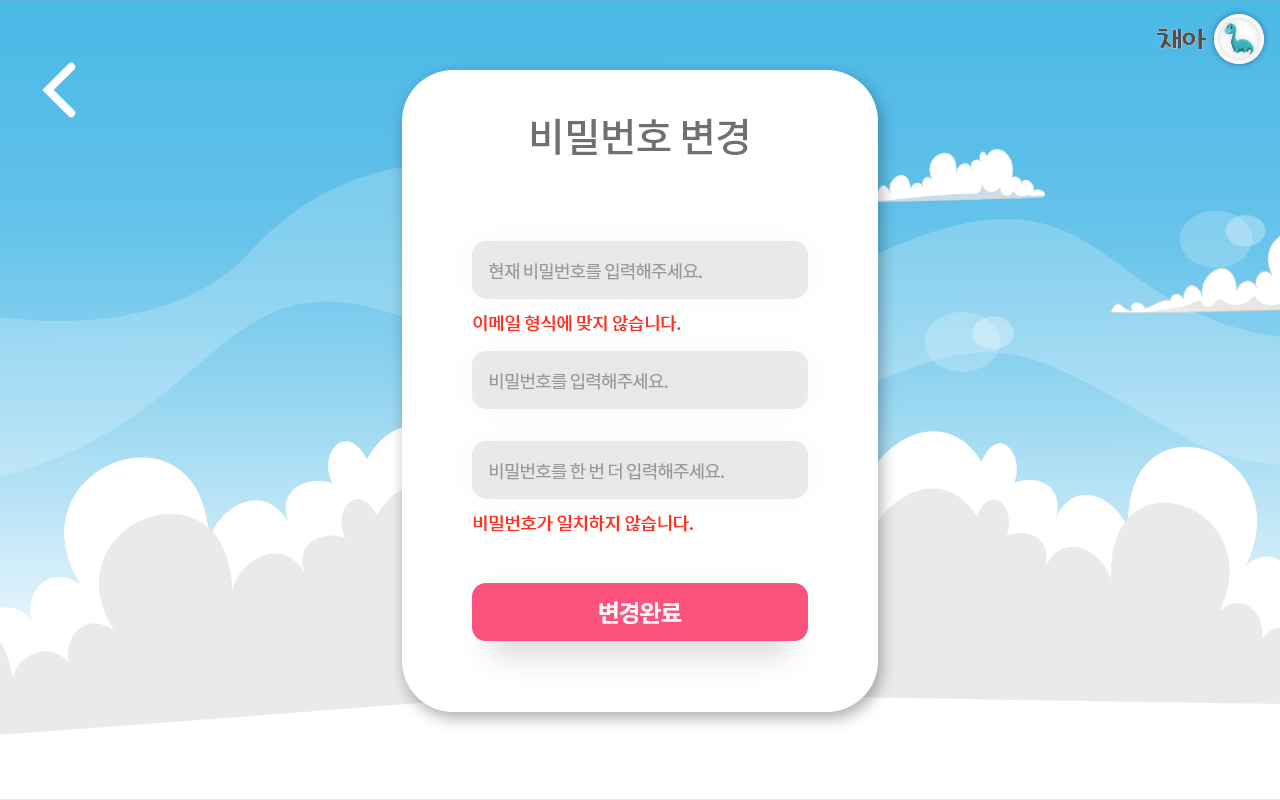 채아
비밀번호 변경
현재 비밀번호를 입력해주세요.
이메일 형식에 맞지 않습니다.
비밀번호를 입력해주세요.
비밀번호를 한 번 더 입력해주세요.
비밀번호가 일치하지 않습니다.
변경완료